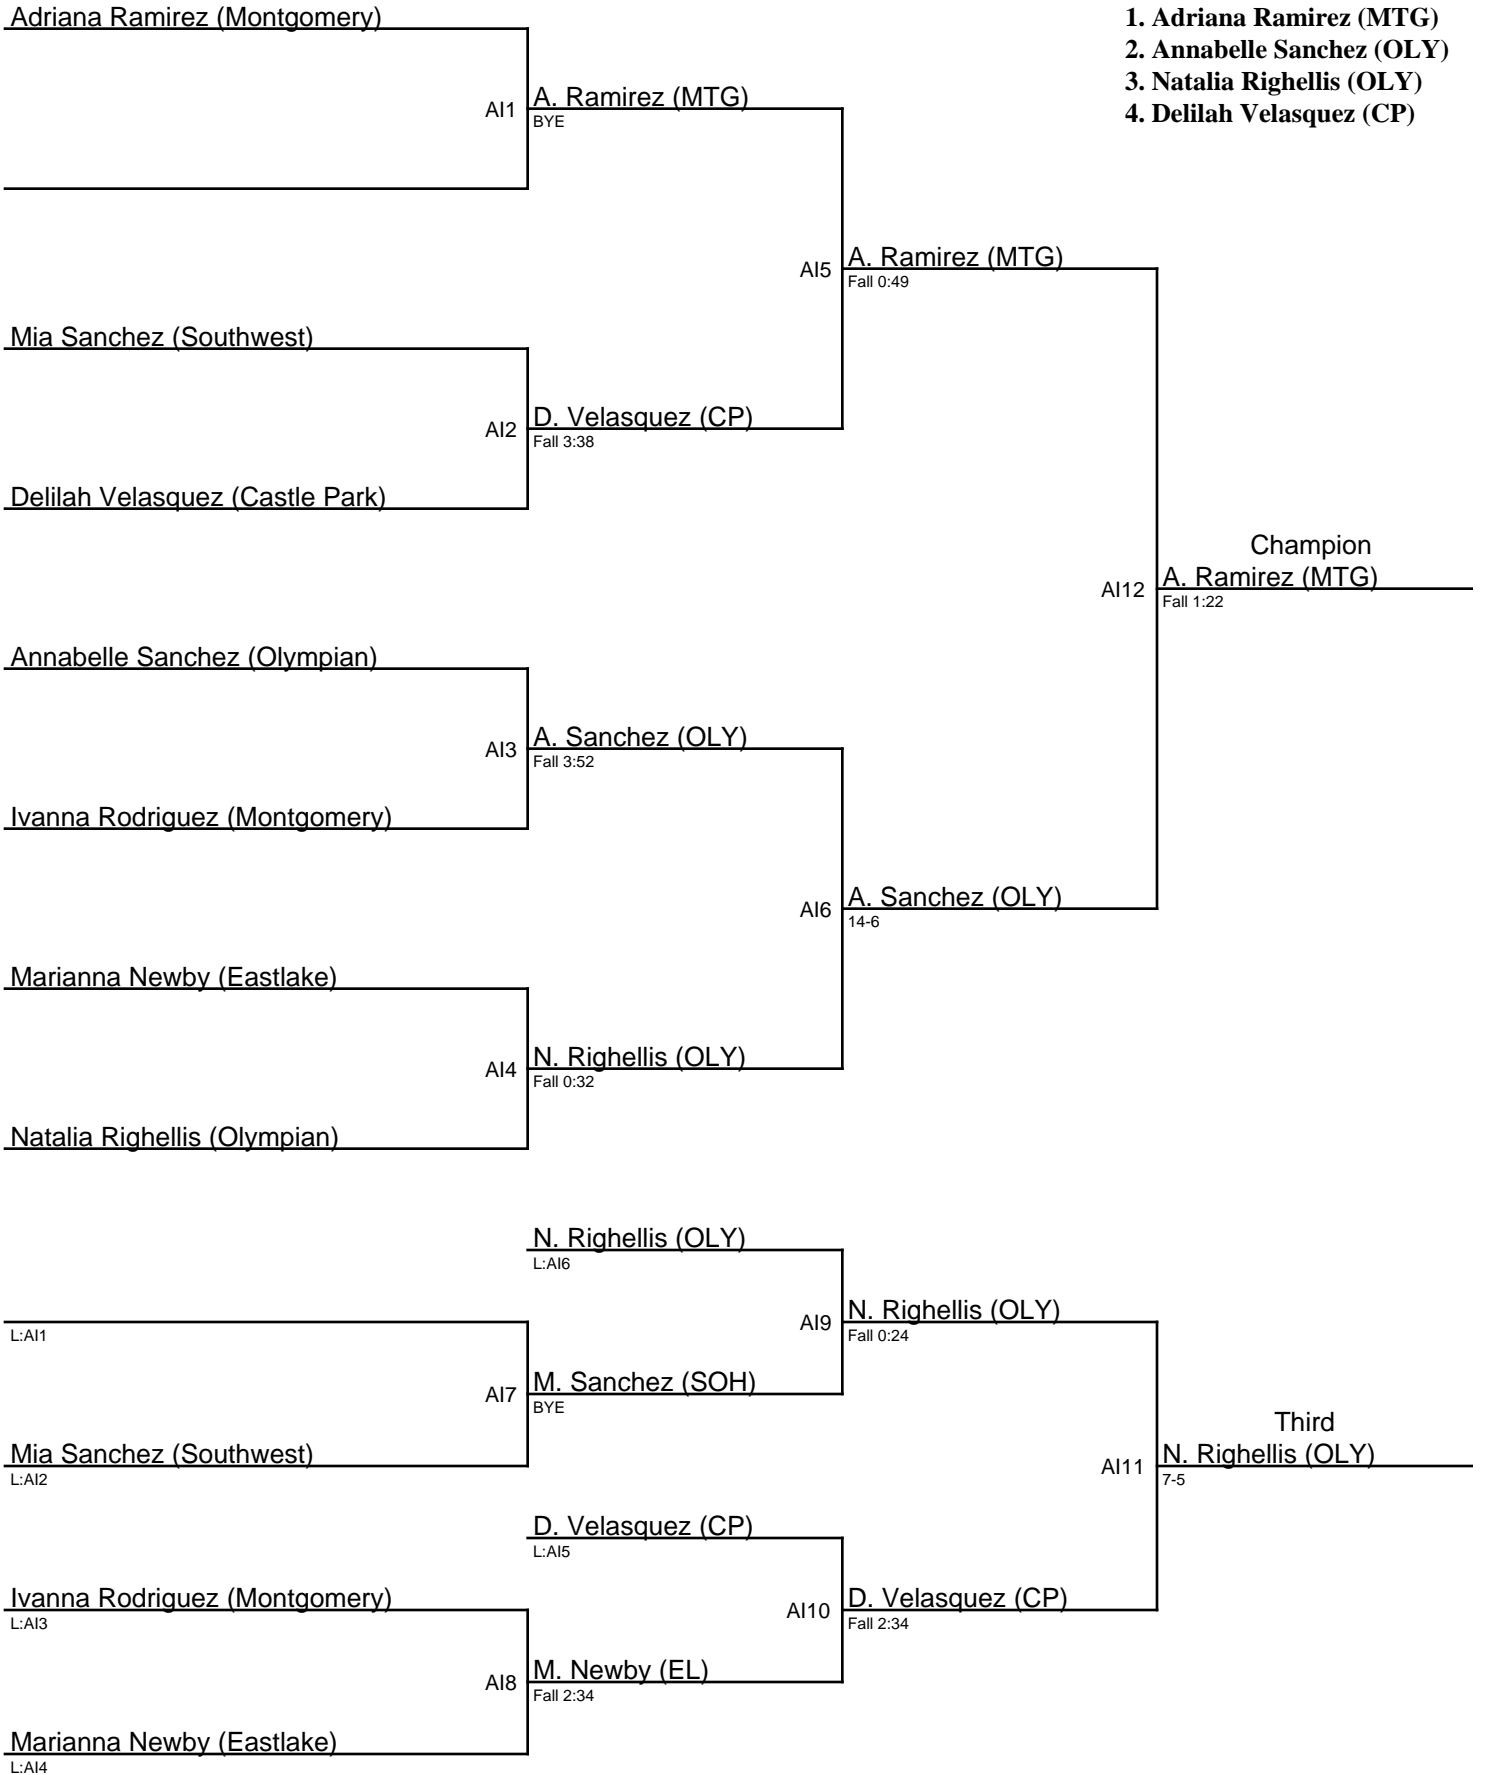 Adriana Ramirez (Montgomery)
1. Adriana Ramirez (MTG)
2. Annabelle Sanchez (OLY)
3. Natalia Righellis (OLY)
4. Delilah Velasquez (CP)
AI1
A. Ramirez (MTG)
BYE
AI5
A. Ramirez (MTG)
Fall 0:49
Mia Sanchez (Southwest)
AI2
D. Velasquez (CP)
Fall 3:38
Delilah Velasquez (Castle Park)
Champion
AI12
A. Ramirez (MTG)
Fall 1:22
Annabelle Sanchez (Olympian)
AI3
A. Sanchez (OLY)
Fall 3:52
Ivanna Rodriguez (Montgomery)
AI6
A. Sanchez (OLY)
14-6
Marianna Newby (Eastlake)
AI4
N. Righellis (OLY)
Fall 0:32
Natalia Righellis (Olympian)
N. Righellis (OLY)
L:AI6
L:AI1
AI9
N. Righellis (OLY)
Fall 0:24
AI7
M. Sanchez (SOH)
BYE
Mia Sanchez (Southwest)
L:AI2
Third
AI11
N. Righellis (OLY)
7-5
D. Velasquez (CP)
L:AI5
Ivanna Rodriguez (Montgomery)
L:AI3
AI10
D. Velasquez (CP)
Fall 2:34
AI8
M. Newby (EL)
Fall 2:34
Marianna Newby (Eastlake)
L:AI4